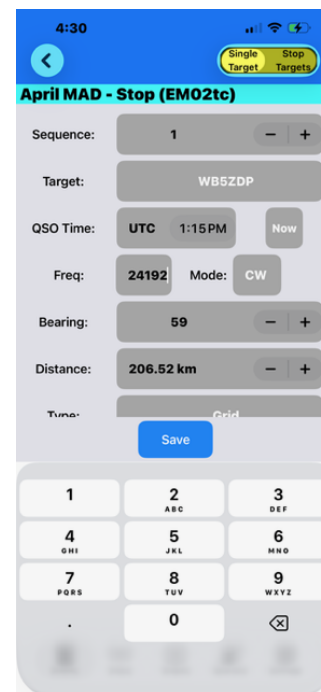 4:30
Single Target
Stop Targets
April MAD - Stop (EM02tc)
Sequence: 1 − +
Target: WB5ZDP
QSO Time: UTC 1:15 PM Now
Freq: 24192 Mode: CW
Bearing: 59 − +
Distance: 206.52 km − +
Type: Grid
Save
1 2 3
ABC DEF
4 5 6
GHI JKL MNO
7 8 9
PQRS TUV WXYZ
. 0